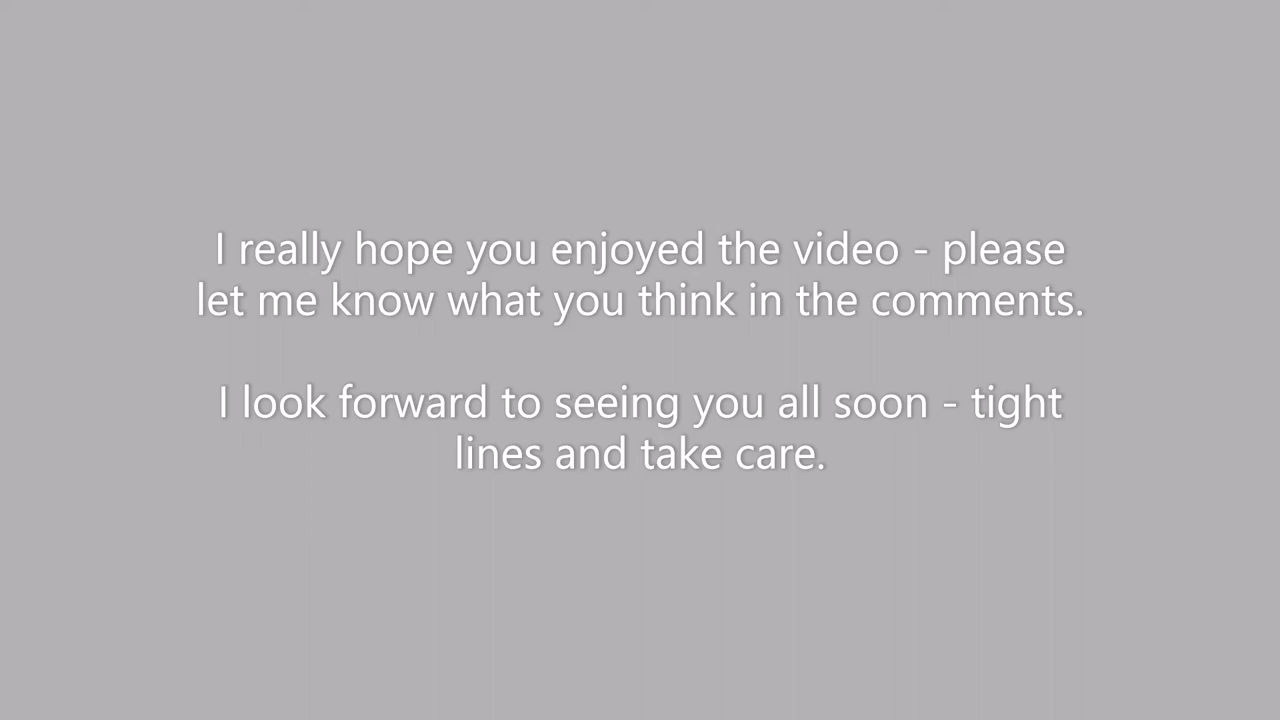 I really hope you enjoyed the video - please
let me know what you think in the comments.
I look forward to seeing you all soon - tight
lines and take care.